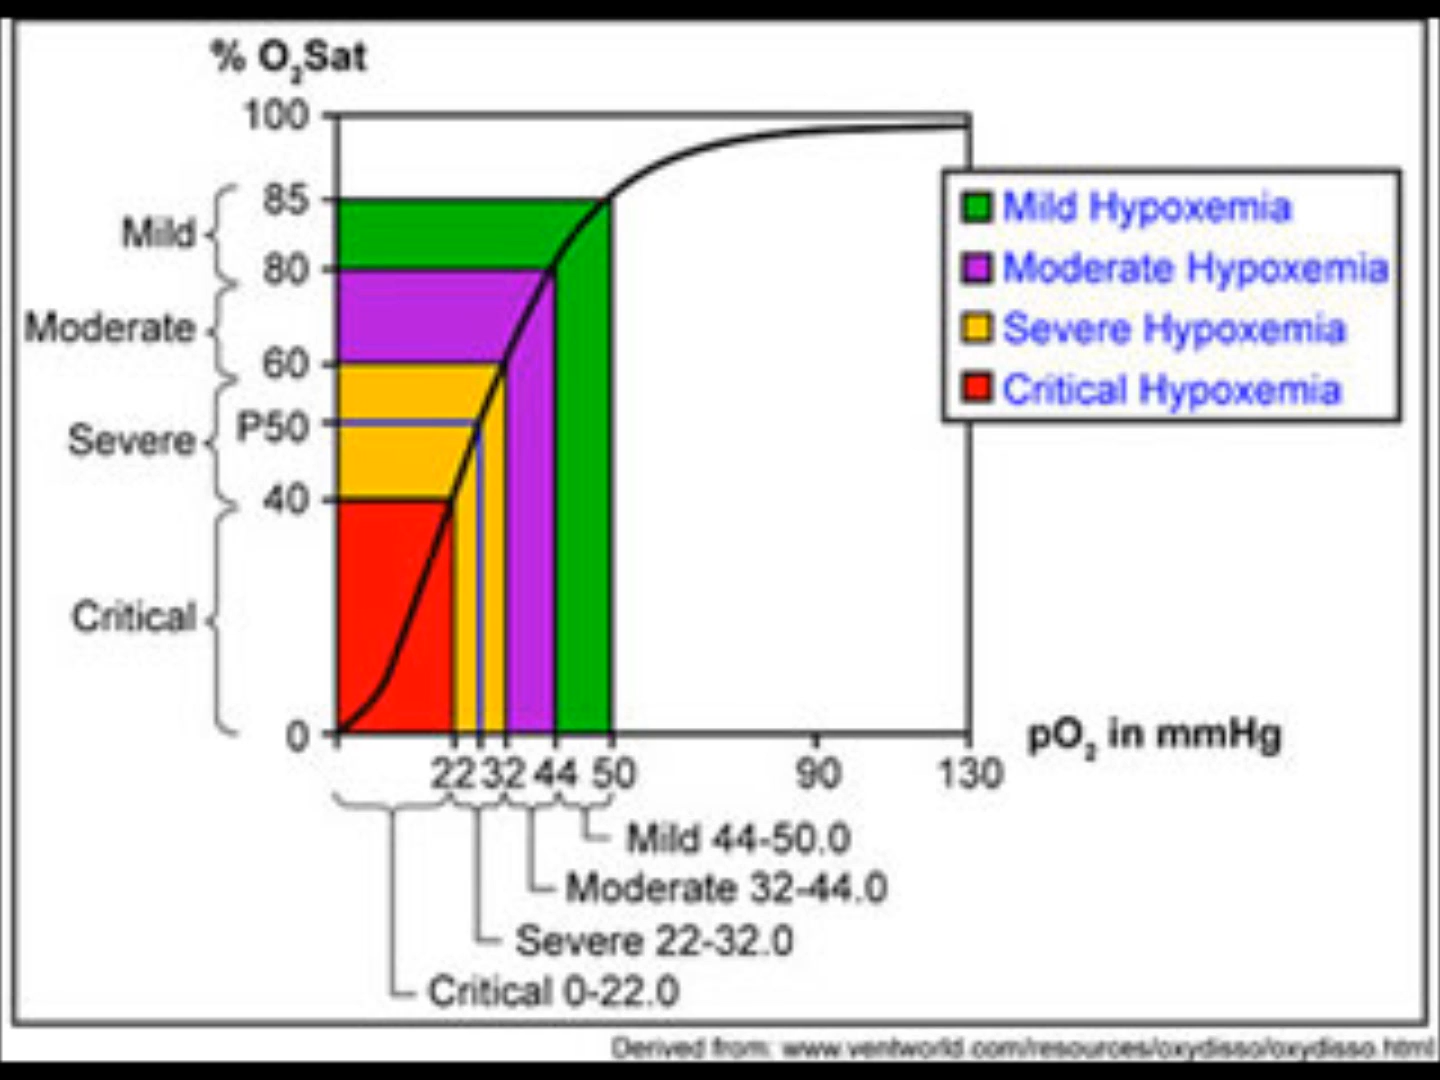 % O₂Sat
100
85
80
60
P50
40
0
Mild
Moderate
Severe
Critical
Mild Hypoxemia
Moderate Hypoxemia
Severe Hypoxemia
Critical Hypoxemia
22 32 44 50 90 130
pO₂ in mmHg
Mild 44-50.0
Moderate 32-44.0
Severe 22-32.0
Critical 0-22.0
Derived from: www.ventworld.com/resources/oxydisso/oxydisso.html